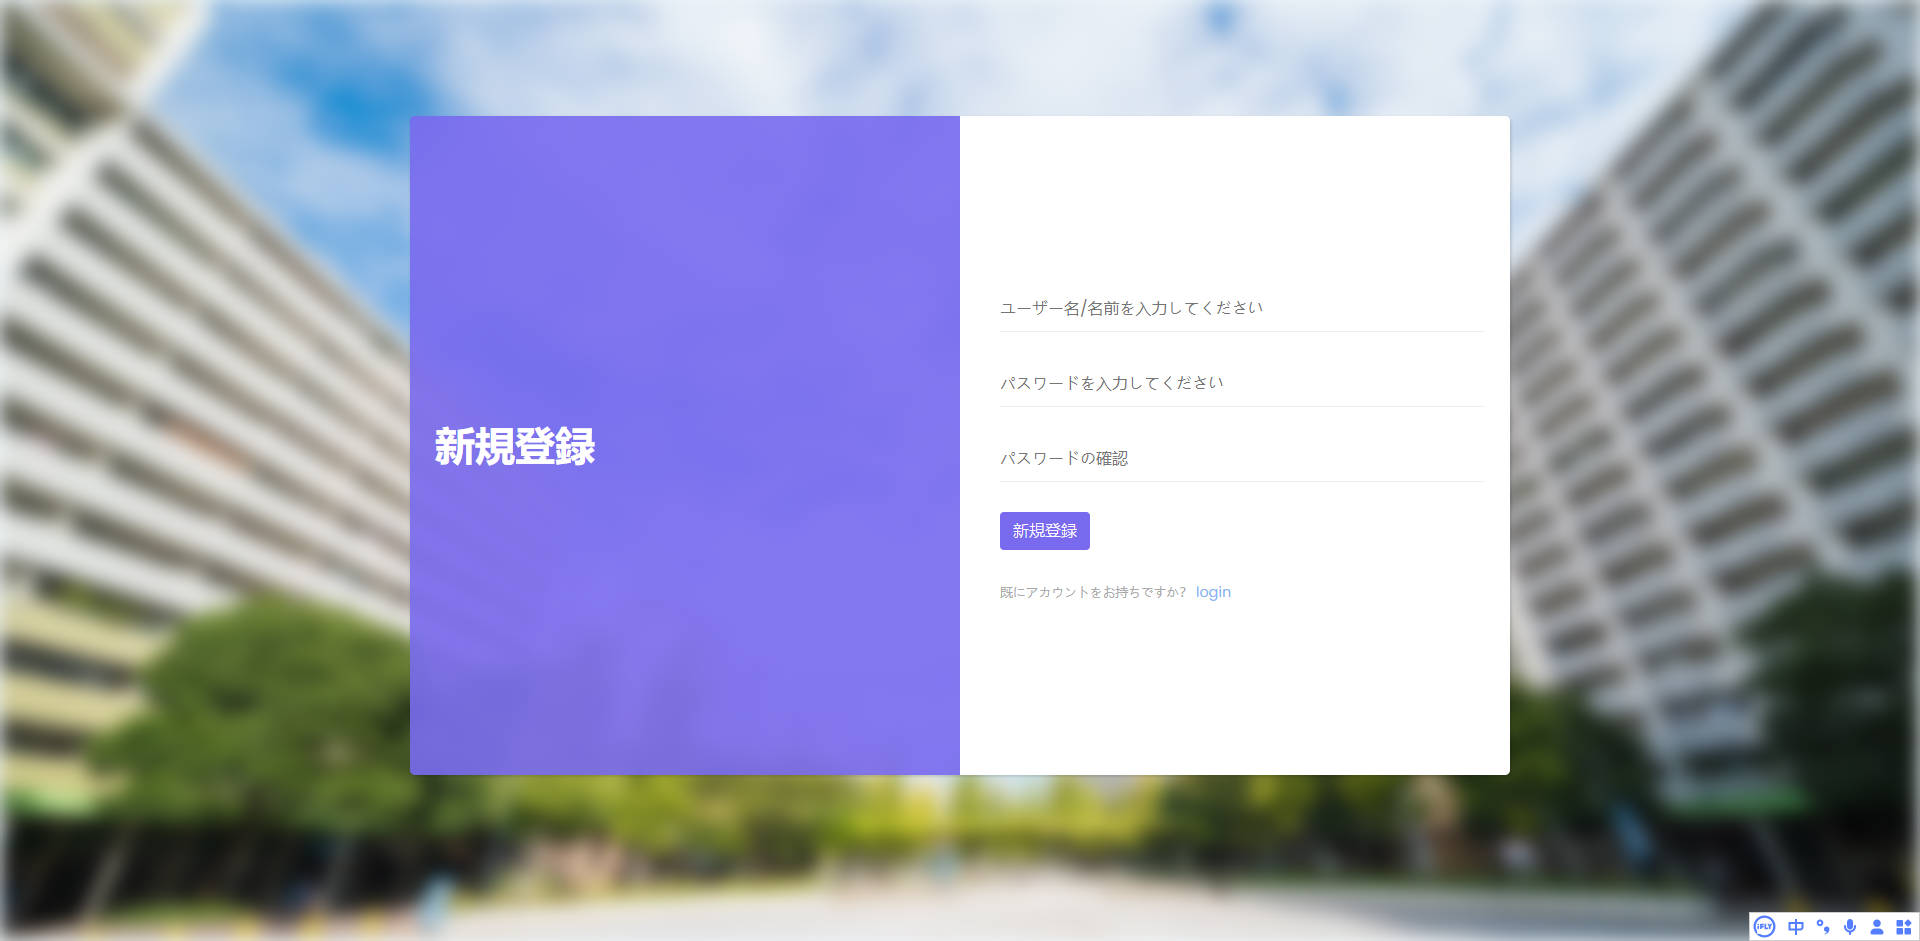 新規登録
ユーザー名/名前を入力してください
パスワードを入力してください
パスワードの確認
新規登録
既にアカウントをお持ちですか? login
iFLY 中